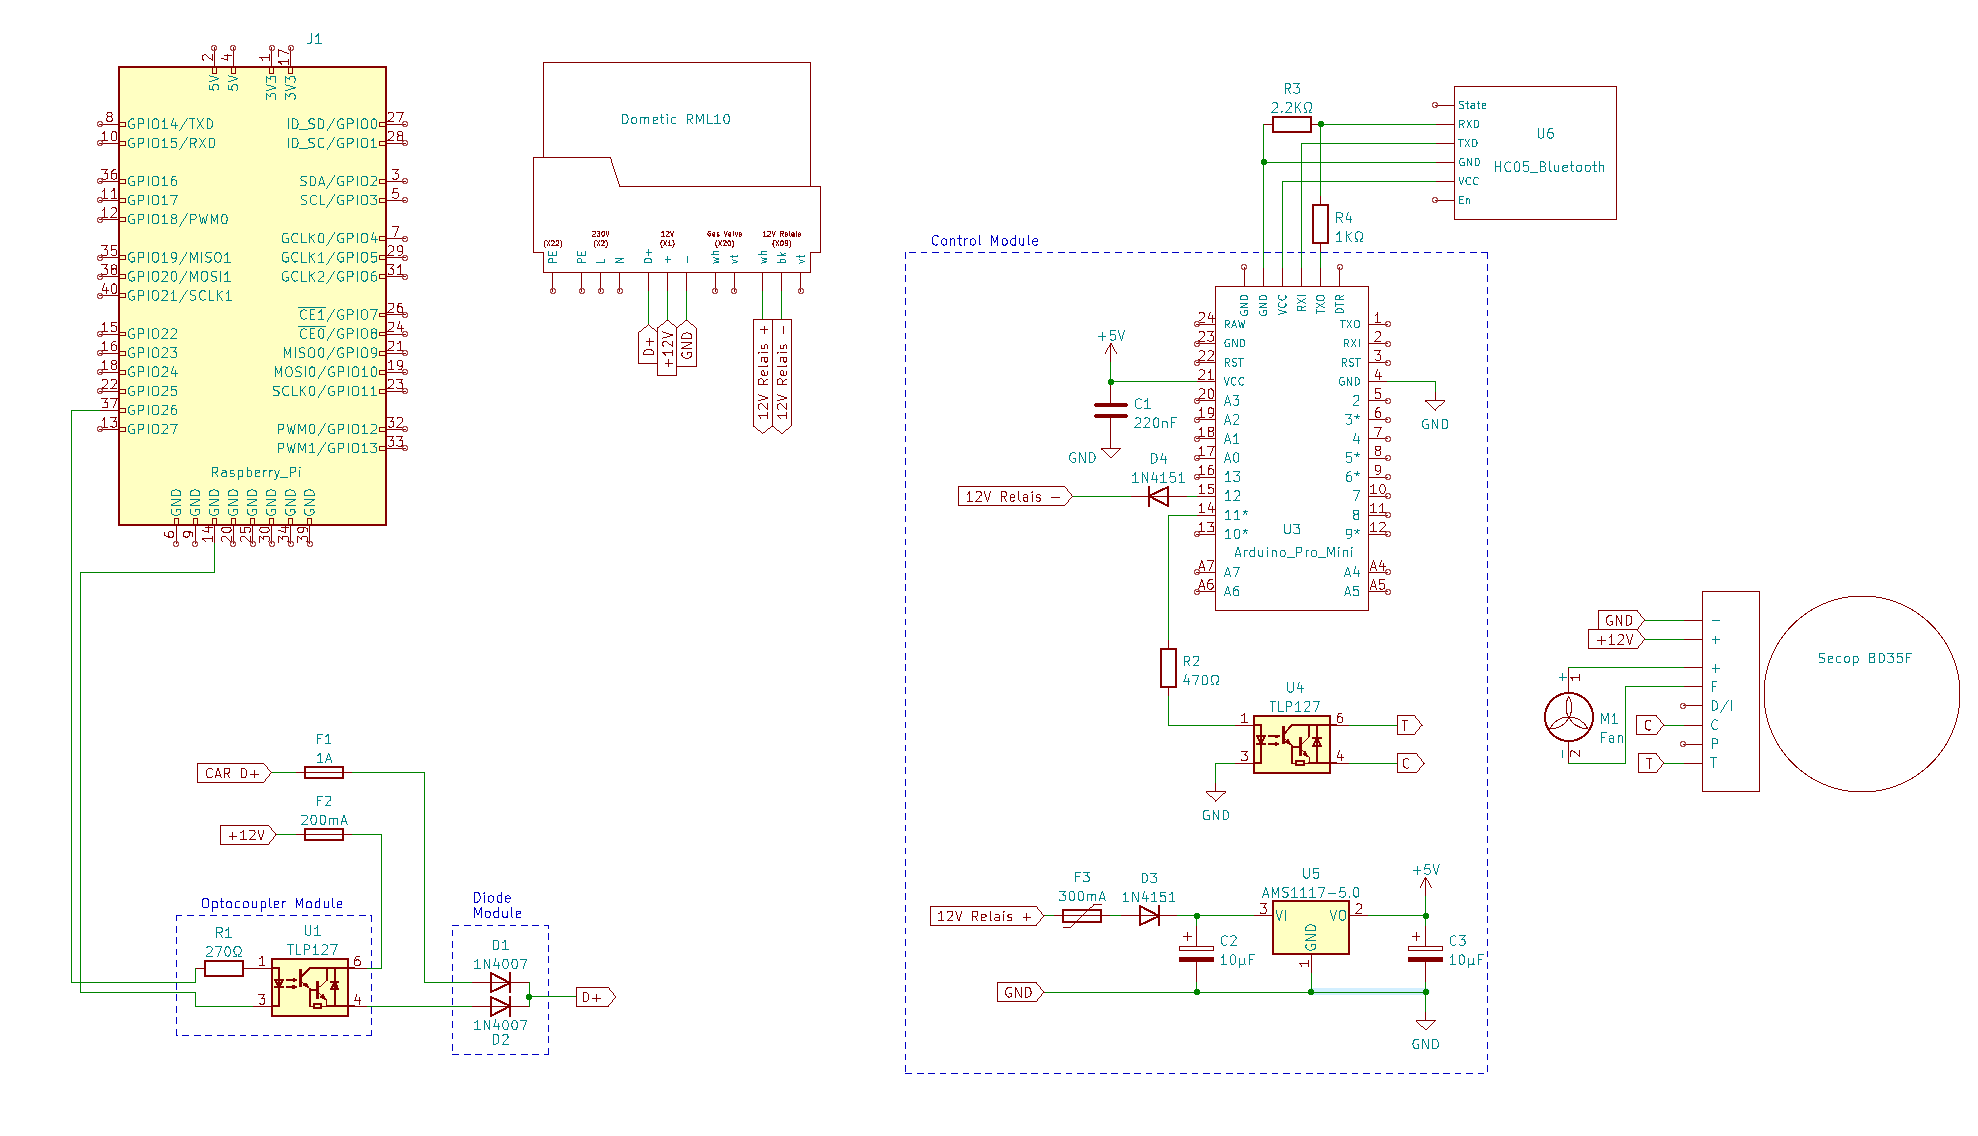 J1
2
4
1
17
5V
5V
3V3
3V3
8
GPIO14/TXD
ID_SD/GPIO0
27
10
GPIO15/RXD
ID_SC/GPIO1
28
36
GPIO16
SDA/GPIO2
3
11
GPIO17
SCL/GPIO3
5
12
GPIO18/PWM0
GCLK0/GPIO4
7
35
GPIO19/MISO1
GCLK1/GPIO5
29
38
GPIO20/MOSI1
GCLK2/GPIO6
31
40
GPIO21/SCLK1
CE1/GPIO7
26
15
GPIO22
CE0/GPIO8
24
16
GPIO23
MISO0/GPIO9
21
18
GPIO24
MOSI0/GPIO10
19
22
GPIO25
SCLK0/GPIO11
23
37
GPIO26
13
GPIO27
PWM0/GPIO12
32
PWM1/GPIO13
33
Raspberry_Pi
GND
GND
GND
GND
GND
GND
GND
GND
6
9
14
20
25
30
34
39
Dometic RML10
(X22)
230V
(X2)
12V
(X1)
Gas Valve
(X20)
12V Relais
(X09)
PE
PE
L
N
D+
+
-
wh
vt
wh
bk
vt
D+
+12V
GND
12V Relais +
12V Relais -
CAR D+
F1
1A
+12V
F2
200mA
Optocoupler Module
R1
270Ω
U1
TLP127
1
3
6
4
Diode
Module
D1
1N4007
1N4007
D2
D+
Control Module
R3
2.2KΩ
R4
1KΩ
State
RXD
TXD
GND
VCC
En
U6
HC05_Bluetooth
GND
GND
VCC
RXI
TXO
DTR
24
RAW
TXO
1
23
GND
RXI
2
22
RST
RST
3
21
VCC
GND
4
20
A3
2
5
19
A2
3*
6
18
A1
4
7
17
A0
5*
8
16
13
6*
9
15
12
7
10
14
11*
8
11
13
10*
9*
12
U3
Arduino_Pro_Mini
A7
A7
A4
A4
A6
A6
A5
A5
+5V
C1
220nF
GND
GND
D4
1N4151
12V Relais -
R2
470Ω
U4
TLP127
1
3
6
4
T
C
GND
12V Relais +
F3
300mA
D3
1N4151
+
C2
10µF
U5
AMS1117-5.0
3
VI
VO
2
GND
1
+5V
+
C3
10µF
GND
GND
GND
+12V
C
T
+
1
M1
Fan
-
2
-
+
+
F
D/I
C
P
T
Secop BD35F